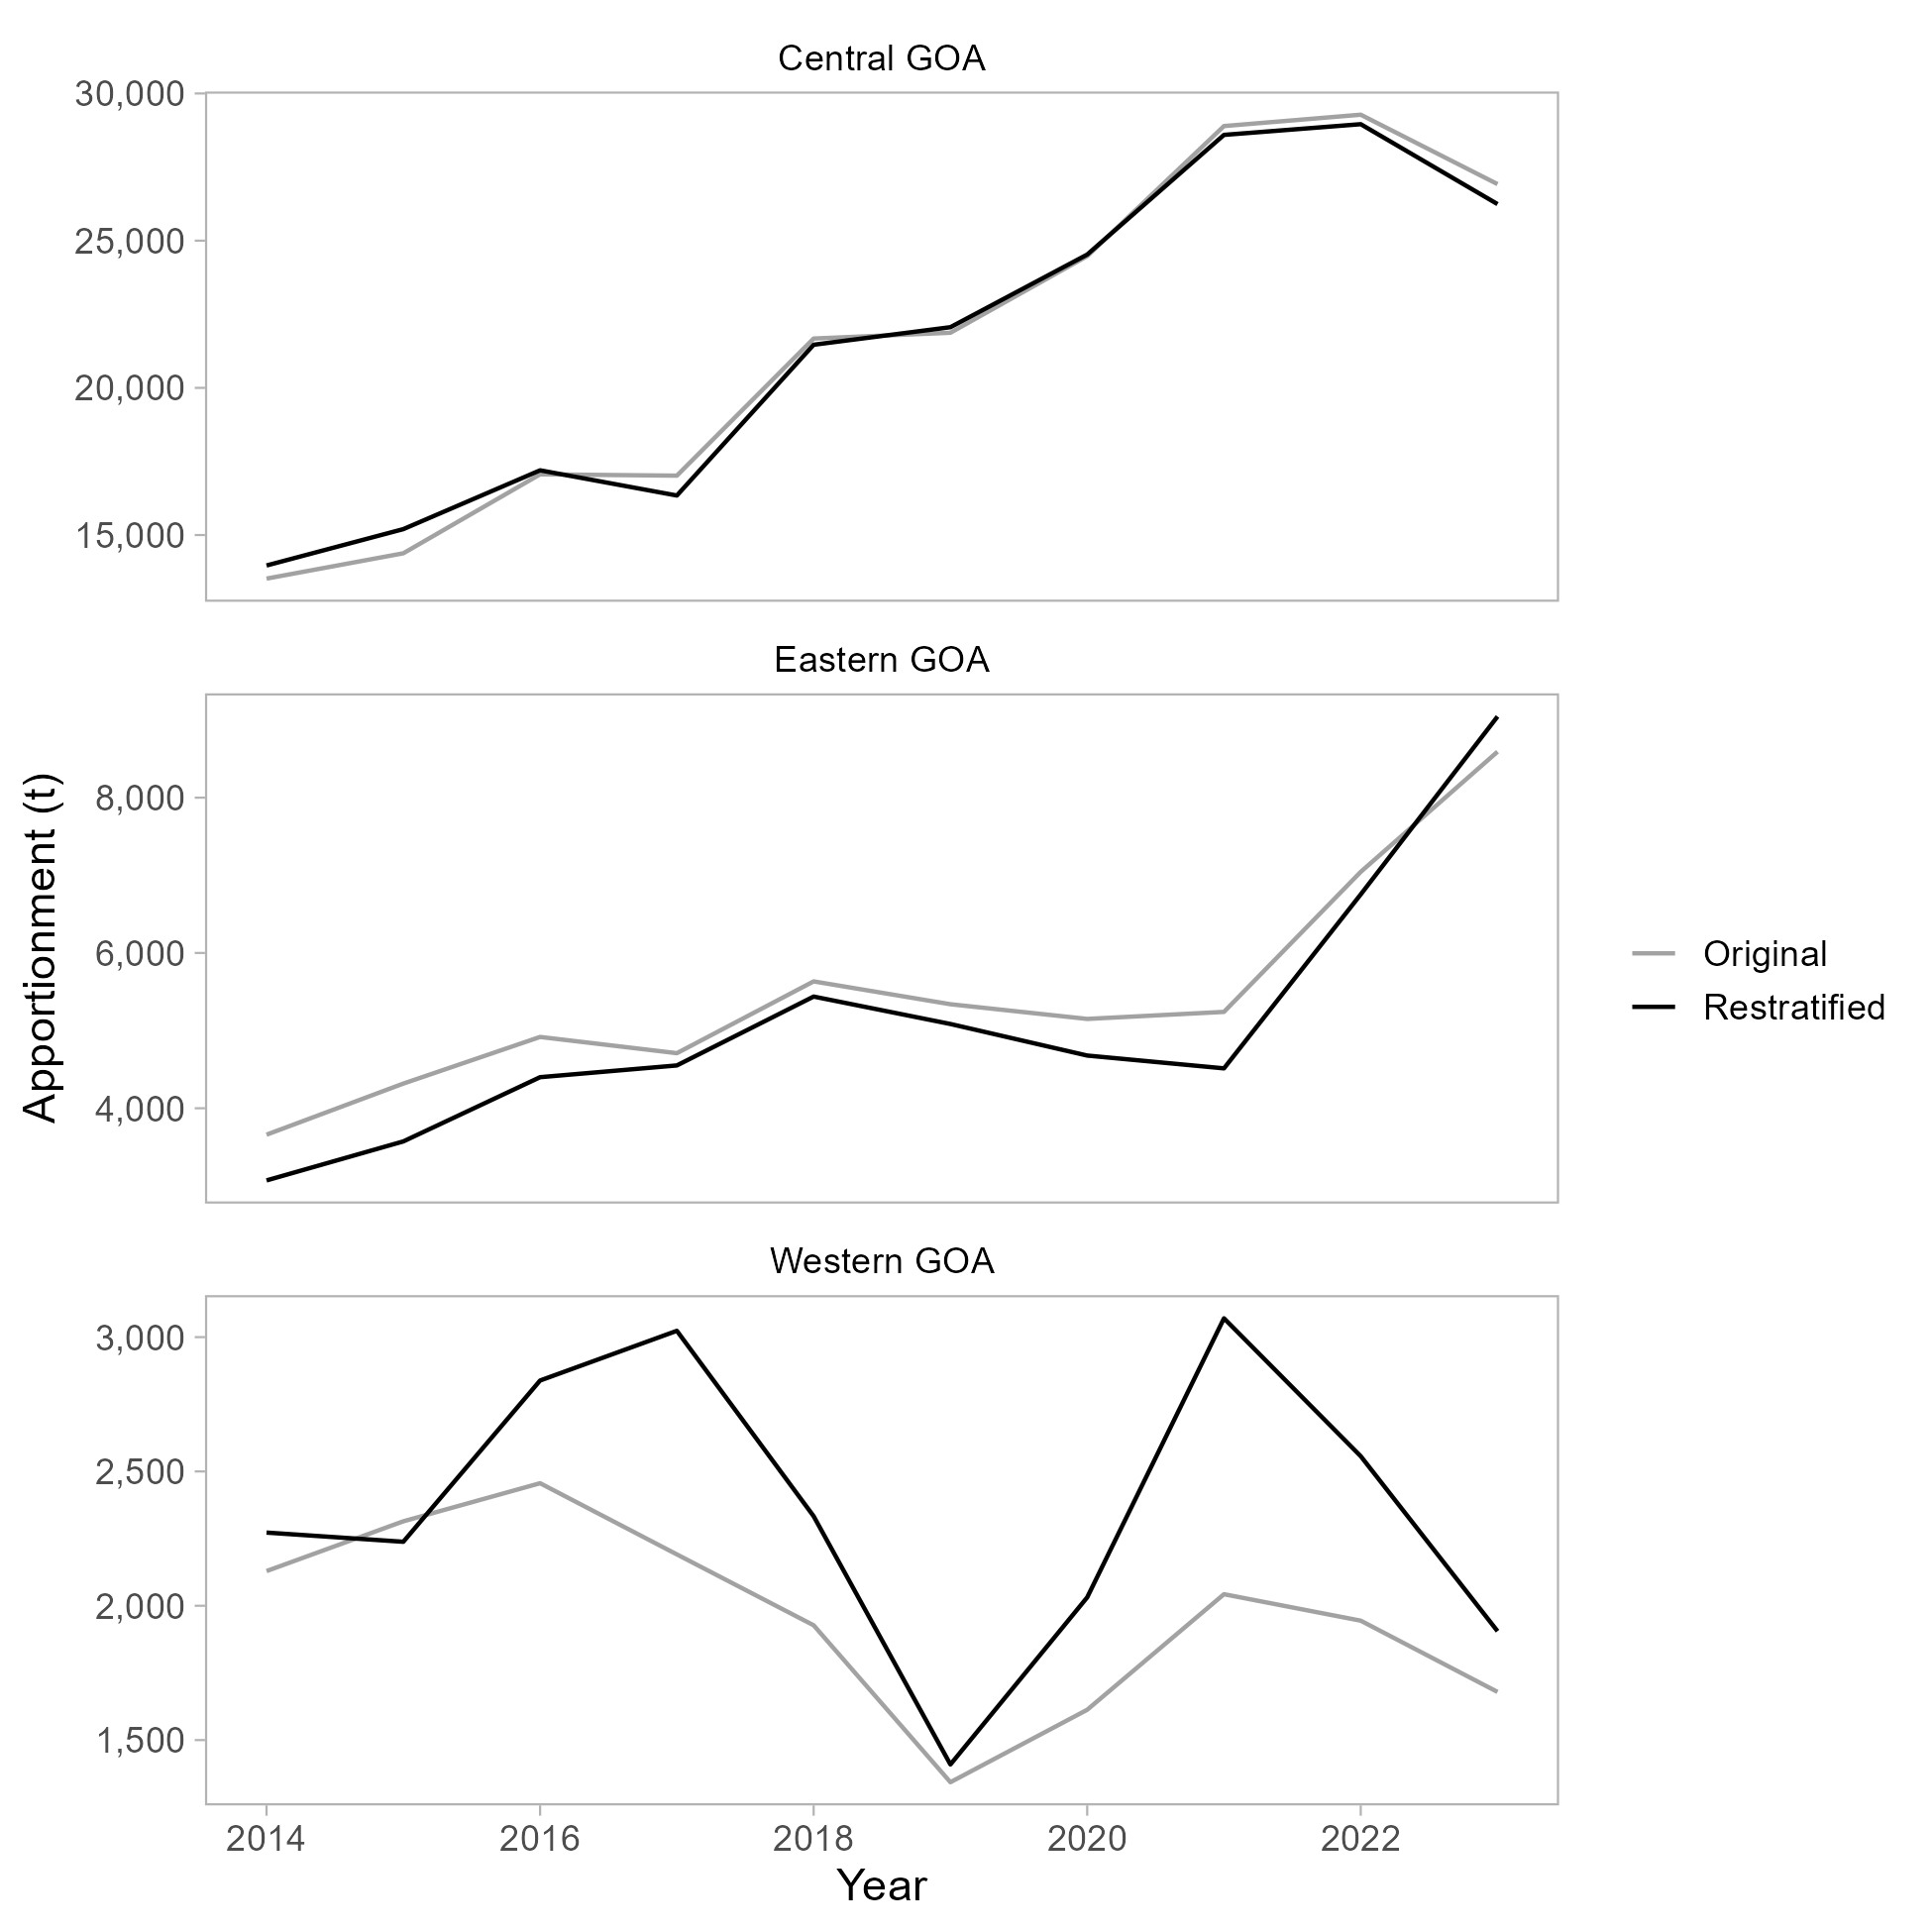 Central GOA
30,000
25,000
20,000
15,000
Eastern GOA
8,000
6,000
4,000
Western GOA
3,000
2,500
2,000
1,500
2014 2016 2018 2020 2022
Year
Apportionment (t)
Original
Restratified